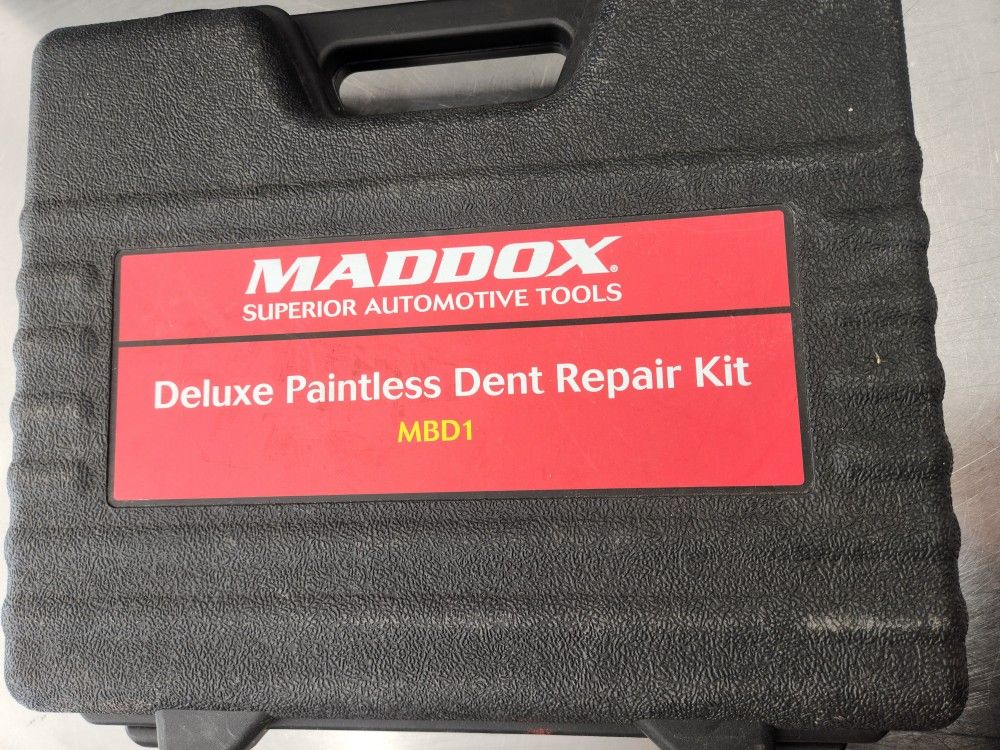 MADDOX®
SUPERIOR AUTOMOTIVE TOOLS
Deluxe Paintless Dent Repair Kit
MBD1